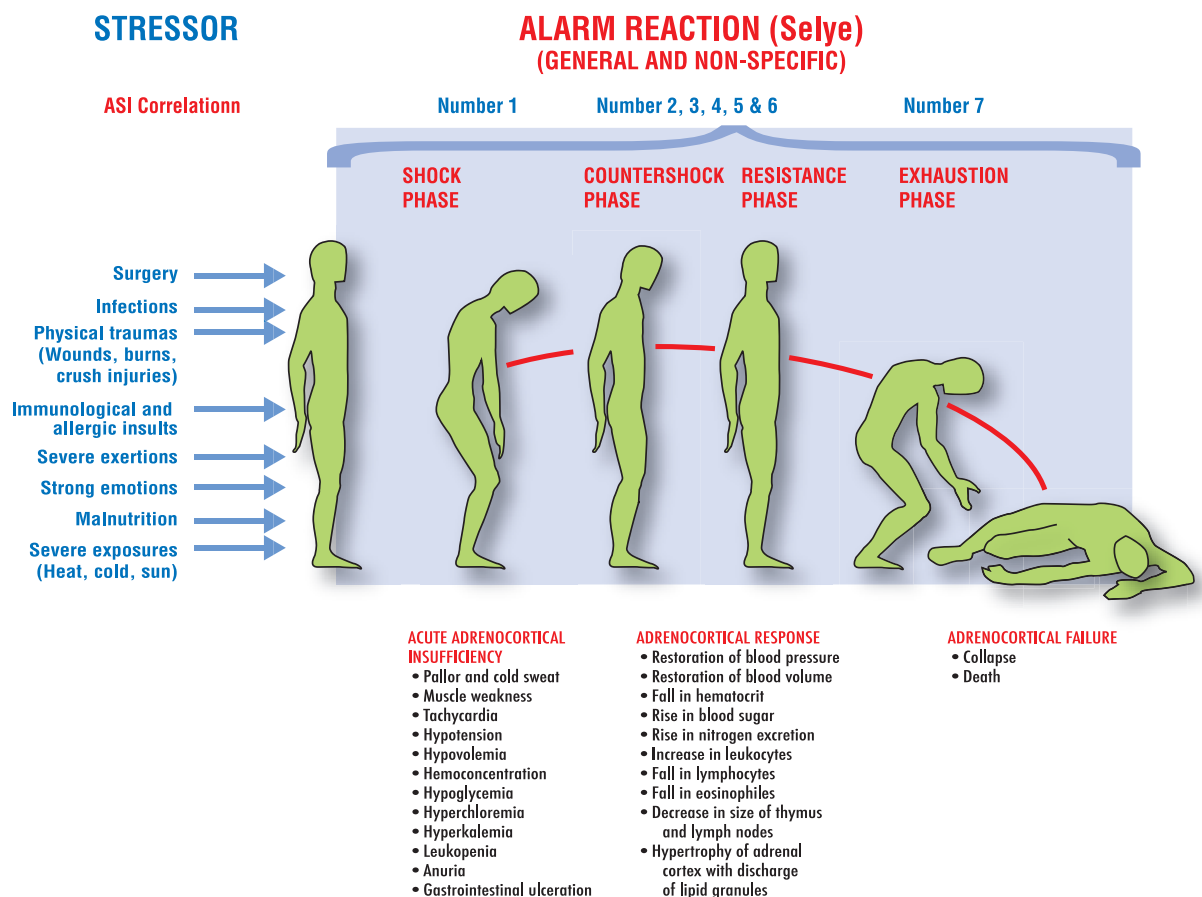 STRESSOR
ALARM REACTION (Selye)
(GENERAL AND NON-SPECIFIC)
ASI Correlationn
Number 1
Number 2, 3, 4, 5 & 6
Number 7
SHOCK
PHASE
COUNTERSHOCK
PHASE
RESISTANCE
PHASE
EXHAUSTION
PHASE
Surgery
Infections
Physical traumas
(Wounds, burns,
crush injuries)
Immunological and
allergic insults
Severe exertions
Strong emotions
Malnutrition
Severe exposures
(Heat, cold, sun)
ACUTE ADRENOCORTICAL
INSUFFICIENCY
• Pallor and cold sweat
• Muscle weakness
• Tachycardia
• Hypotension
• Hypovolemia
• Hemoconcentration
• Hypoglycemia
• Hyperchloremia
• Hyperkalemia
• Leukopenia
• Anuria
• Gastrointestinal ulceration
ADRENOCORTICAL RESPONSE
• Restoration of blood pressure
• Restoration of blood volume
• Fall in hematocrit
• Rise in blood sugar
• Rise in nitrogen excretion
• Increase in leukocytes
• Fall in lymphocytes
• Fall in eosinophiles
• Decrease in size of thymus
and lymph nodes
• Hypertrophy of adrenal
cortex with discharge
of lipid granules
ADRENOCORTICAL FAILURE
• Collapse
• Death